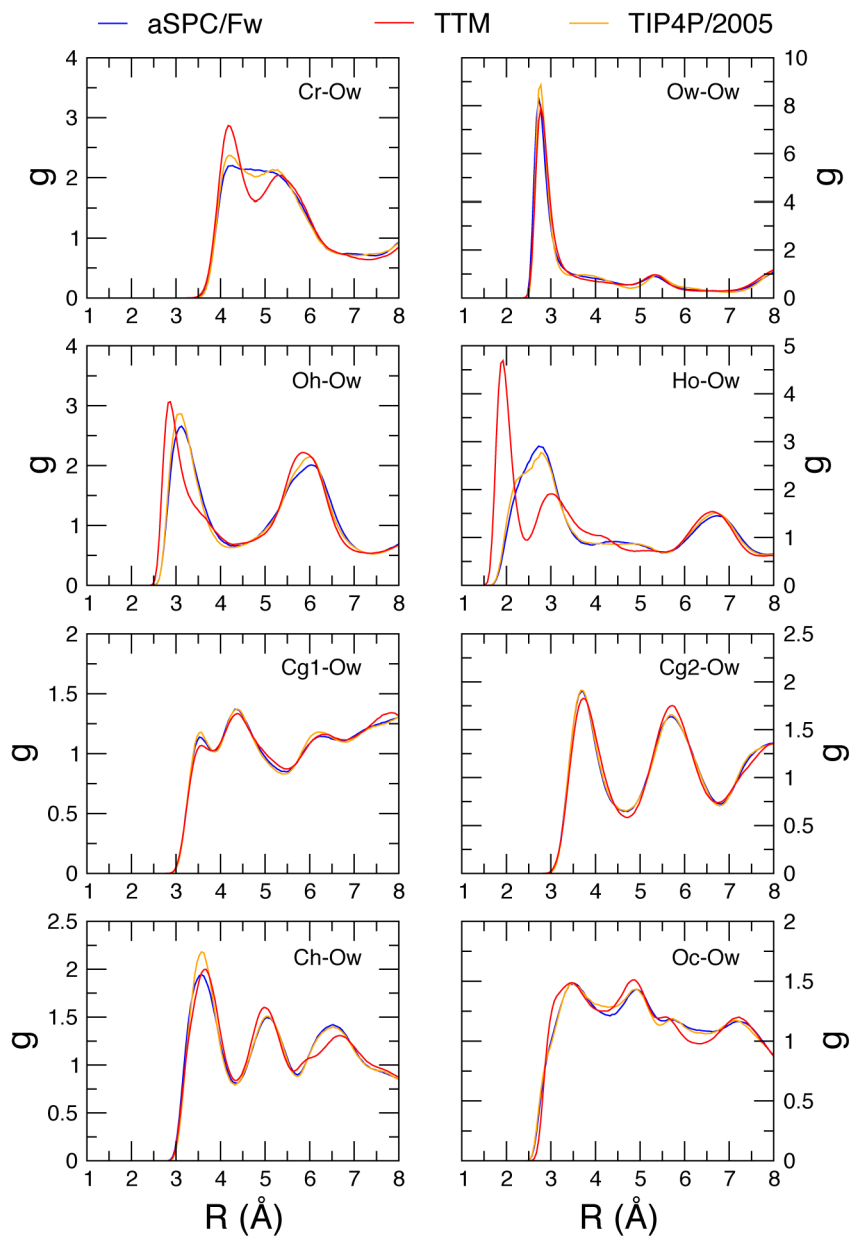 aSPC/Fw TTM TIP4P/2005
4 3 2 1 0 g Cr-Ow 1 2 3 4 5 6 7 8
10 8 6 4 2 0 g Ow-Ow 1 2 3 4 5 6 7 8
4 3 2 1 0 g Oh-Ow 1 2 3 4 5 6 7 8
5 4 3 2 1 0 g Ho-Ow 1 2 3 4 5 6 7 8
2 1.5 1 0.5 0 g Cg1-Ow 1 2 3 4 5 6 7 8
2.5 2 1.5 1 0.5 0 g Cg2-Ow 1 2 3 4 5 6 7 8
2.5 2 1.5 1 0.5 0 g Ch-Ow 1 2 3 4 5 6 7 8
R (Å)
2 1.5 1 0.5 0 g Oc-Ow 1 2 3 4 5 6 7 8
R (Å)